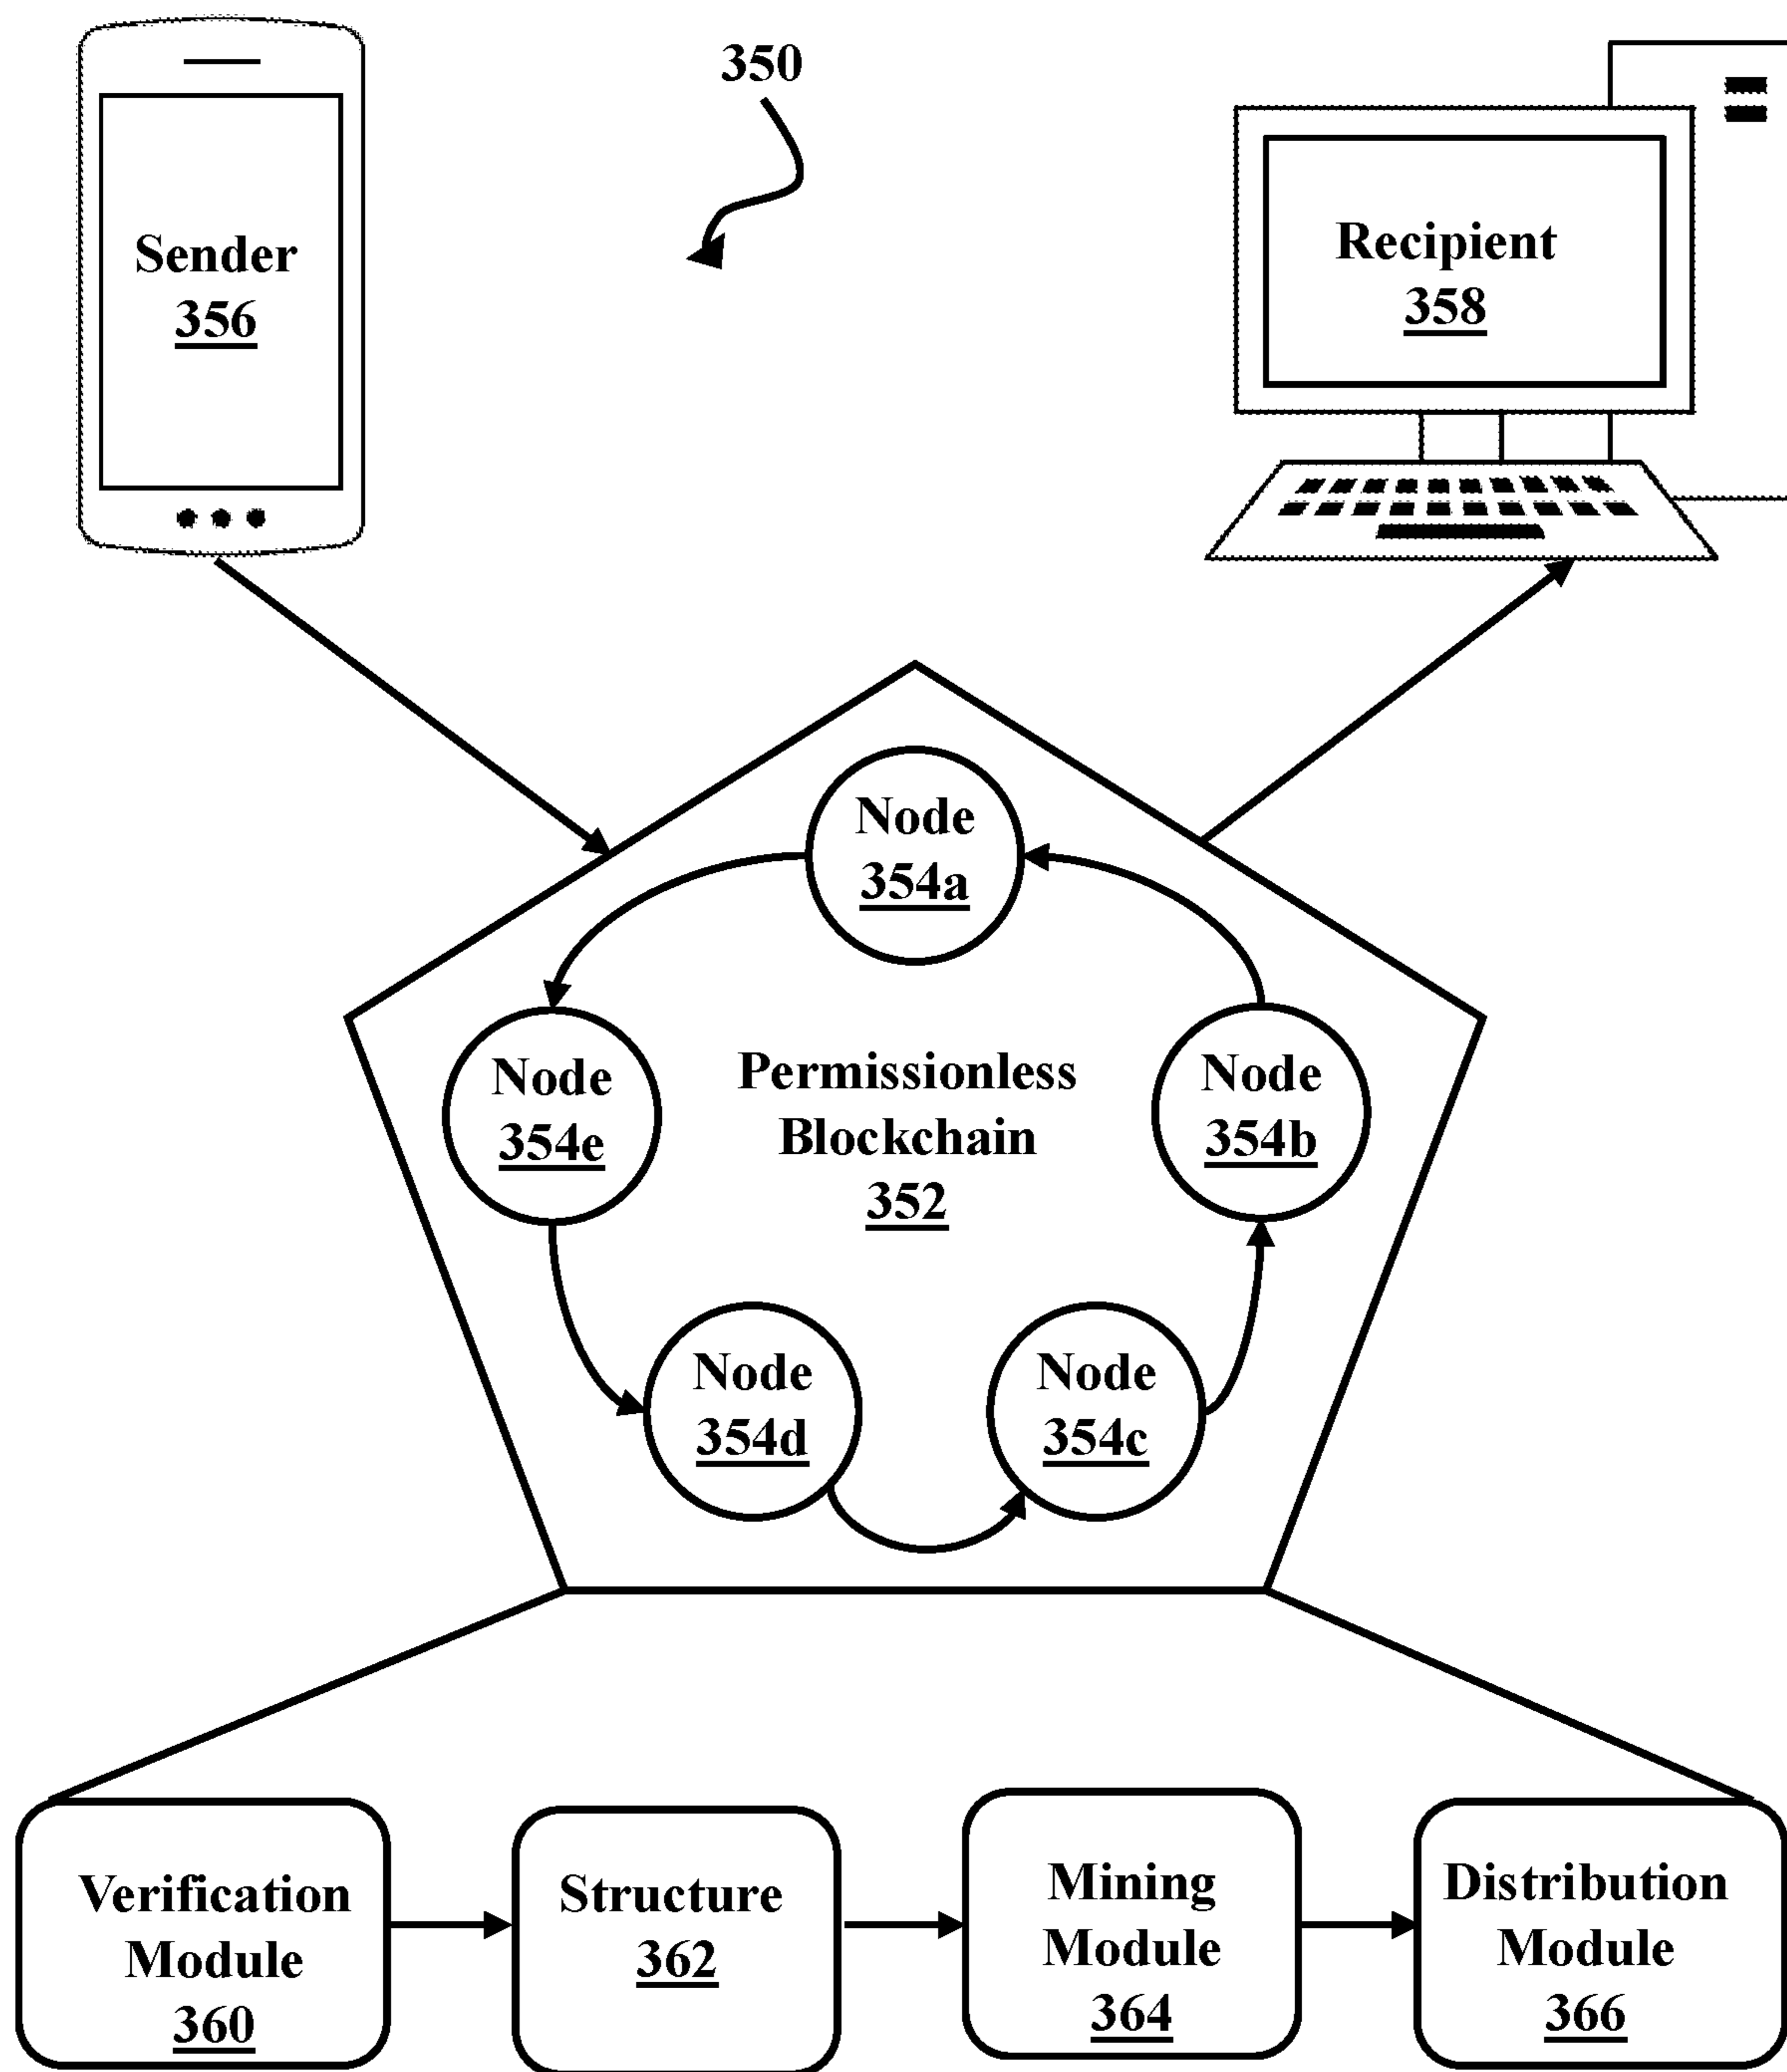 350
Sender
356
Recipient
358
Node
354a
Node
354e
Permissionless
Blockchain
352
Node
354b
Node
354d
Node
354c
Verification
Module
360
Structure
362
Mining
Module
364
Distribution
Module
366